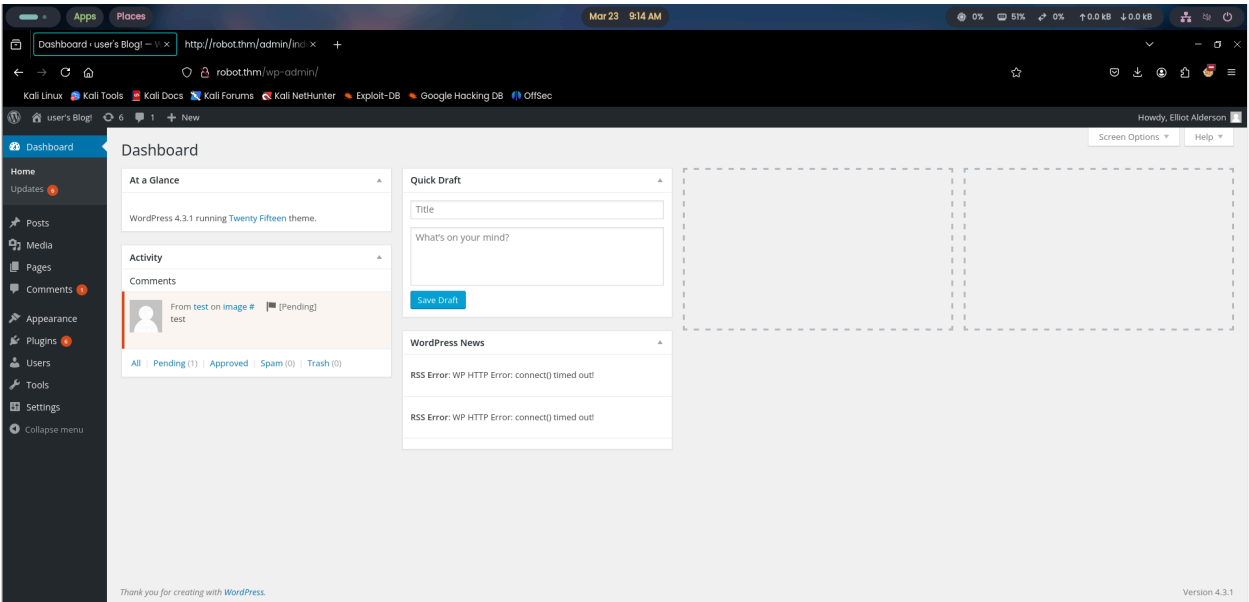 Apps Places Mar 23 9:14 AM 0% 51% 0% ↑0.0 kB ↓0.0 kB
Dashboard ‹ user's Blog! — W × http://robot.thm/admin/ind × +
robot.thm/wp-admin/
Kali Linux Kali Tools Kali Docs Kali Forums Kali NetHunter Exploit-DB Google Hacking DB OffSec
user's Blog! 6 1 + New Howdy, Elliot Alderson
Screen Options ▼ Help ▼
Dashboard
Home
Updates 6
Posts
Media
Pages
Comments 1
Appearance
Plugins 6
Users
Tools
Settings
Collapse menu
Dashboard
At a Glance
WordPress 4.3.1 running Twenty Fifteen theme.
Activity
Comments
From test on image # [Pending]
test
All | Pending (1) | Approved | Spam (0) | Trash (0)
Quick Draft
Title
What's on your mind?
Save Draft
WordPress News
RSS Error: WP HTTP Error: connect() timed out!
RSS Error: WP HTTP Error: connect() timed out!
Thank you for creating with WordPress. Version 4.3.1